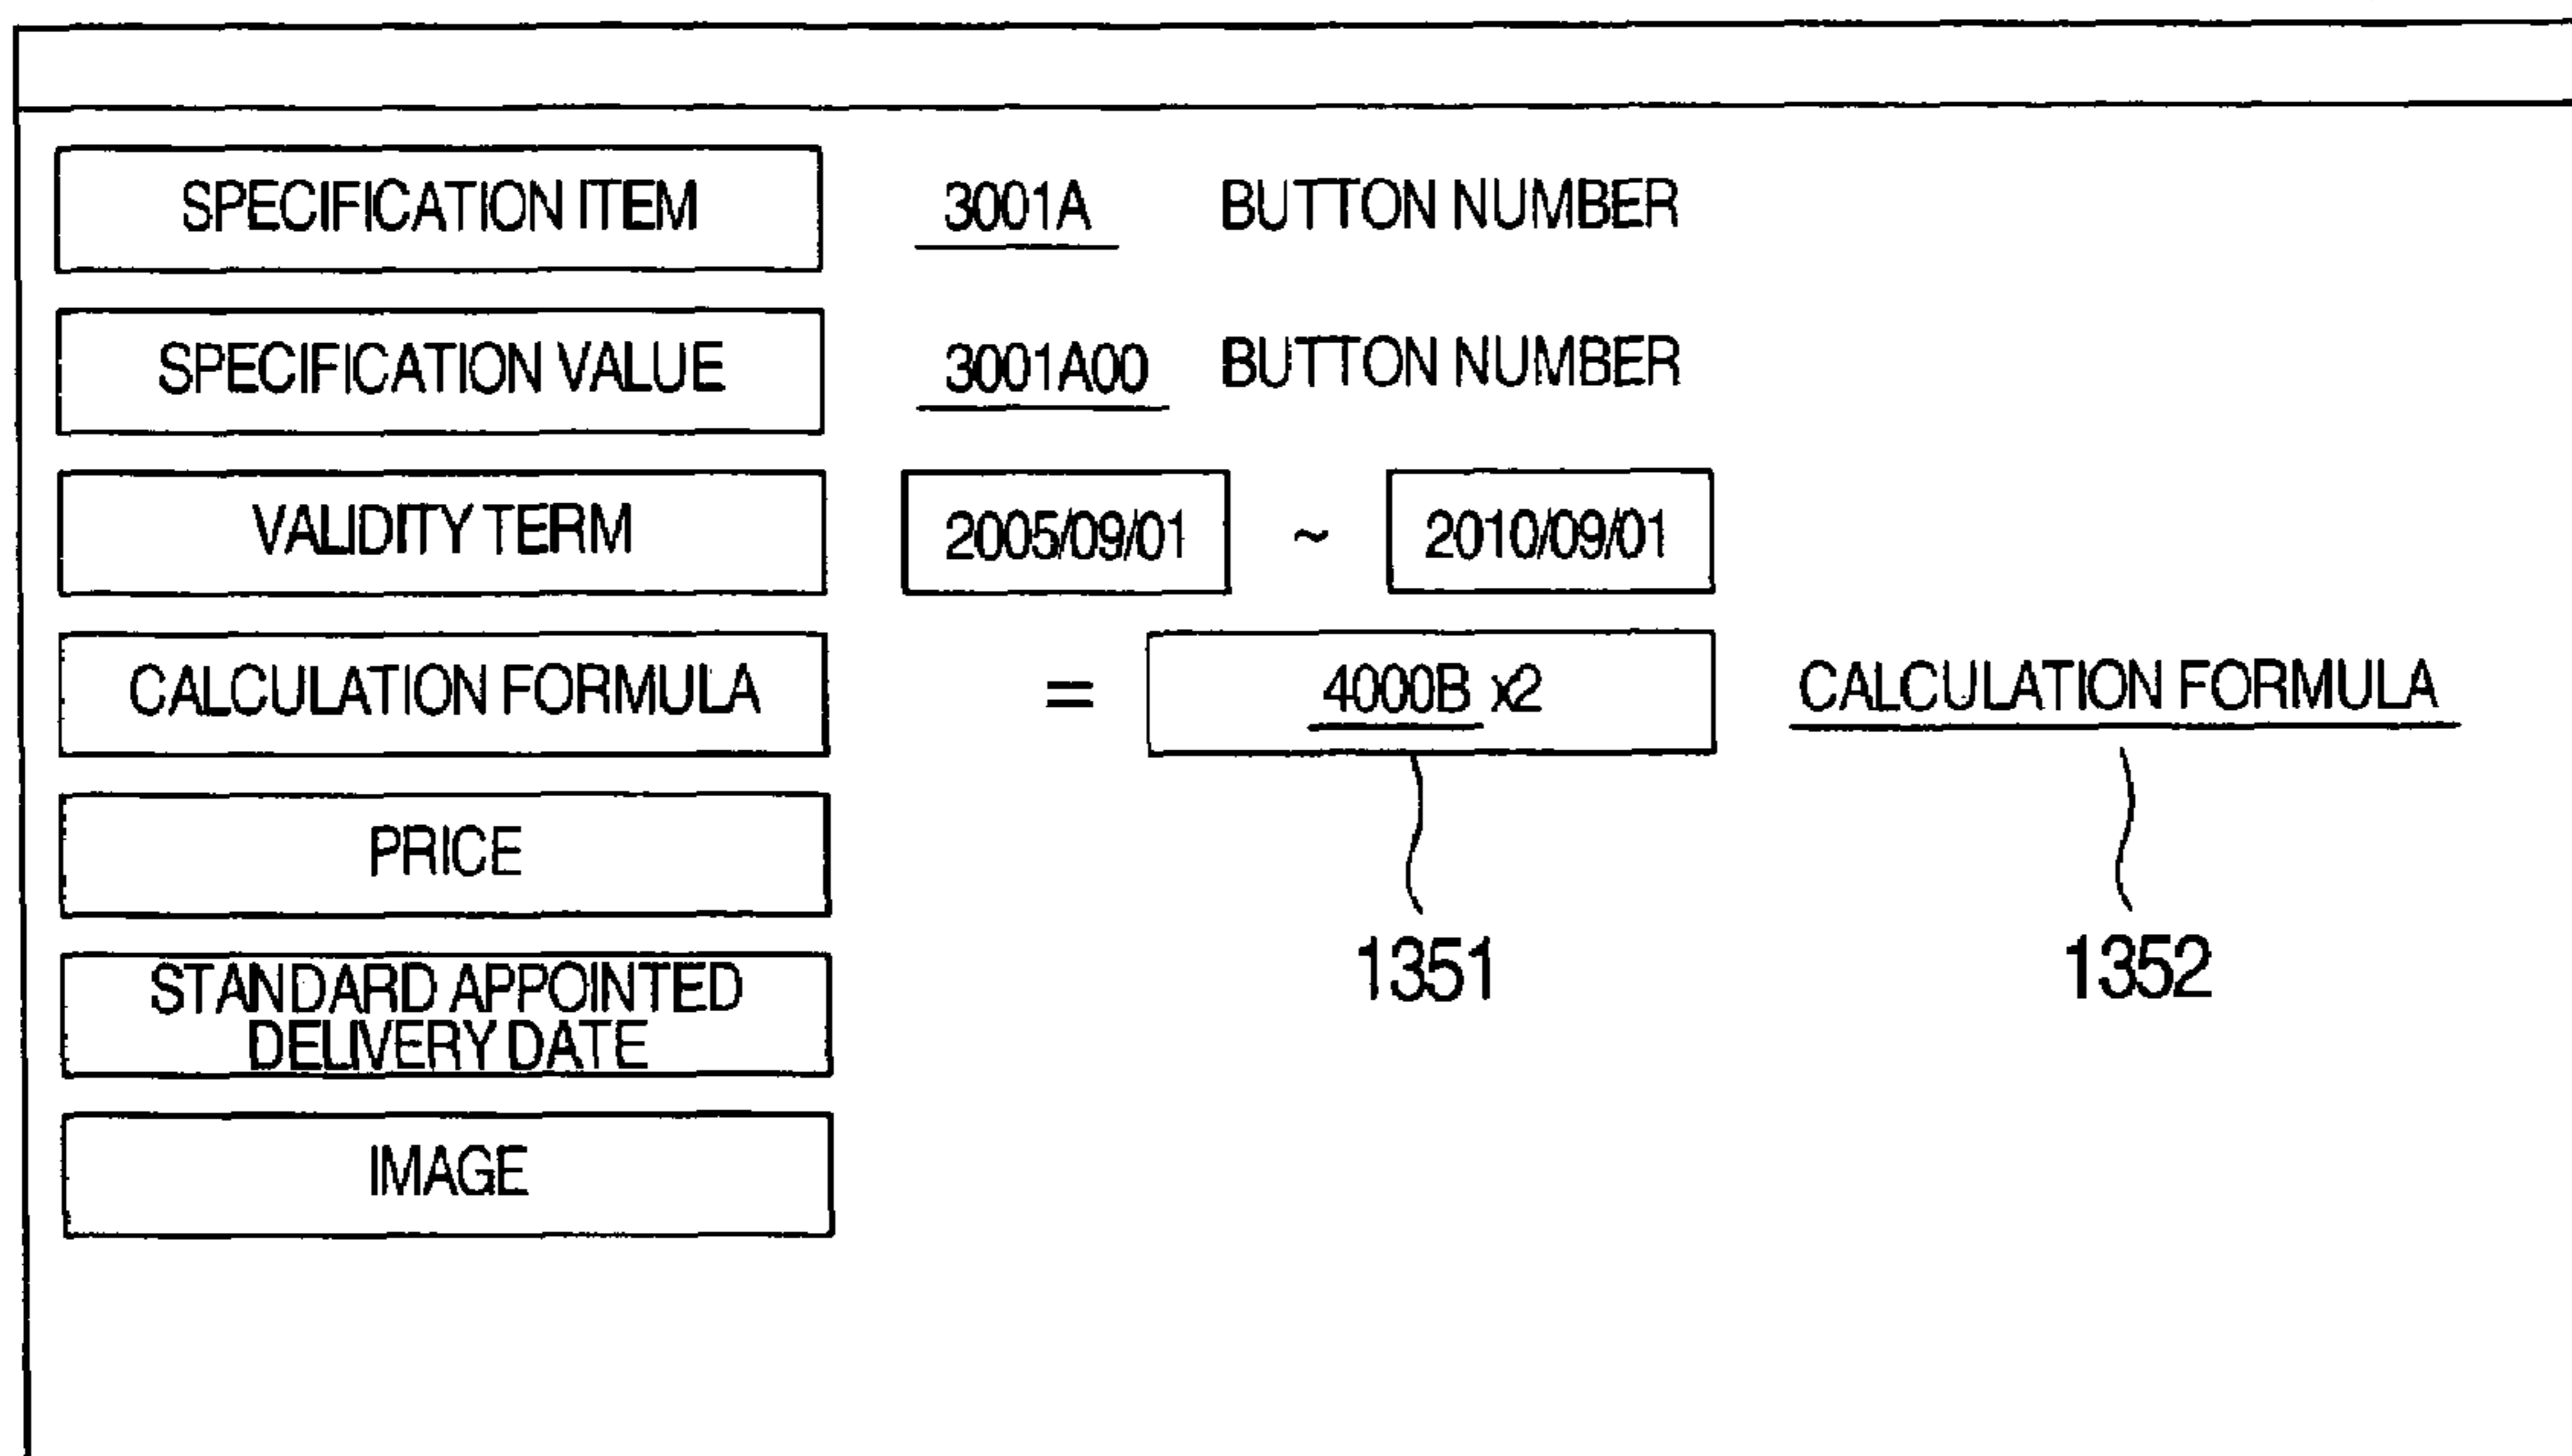 SPECIFICATION ITEM 3001A BUTTON NUMBER
SPECIFICATION VALUE 3001A00 BUTTON NUMBER
VALIDITY TERM 2005/09/01 ~ 2010/09/01
CALCULATION FORMULA = 4000B x2 CALCULATION FORMULA
PRICE
1351 1352
STANDARD APPOINTED
DELIVERY DATE
IMAGE